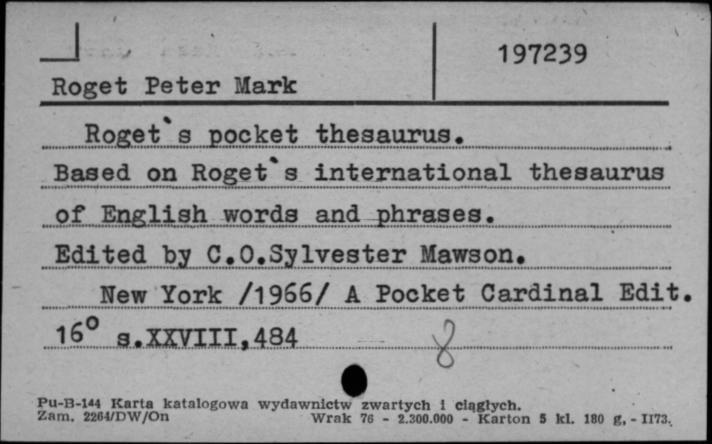 197239
Roget Peter Mark
Roget`s pocket thesaurus.
Based on Roget`s international thesaurus
of English words and phrases.
Edited by C.O.Sylvester Mawson.
New York /1966/ A Pocket Cardinal Edit.
16° s.XXVIII,484
8
Pu-B-144 Karta katalogowa wydawnictw zwartych i ciągłych.
Zam. 2264/DW/On Wrak 76 - 2.300.000 - Karton 5 kl. 180 g, - II73.